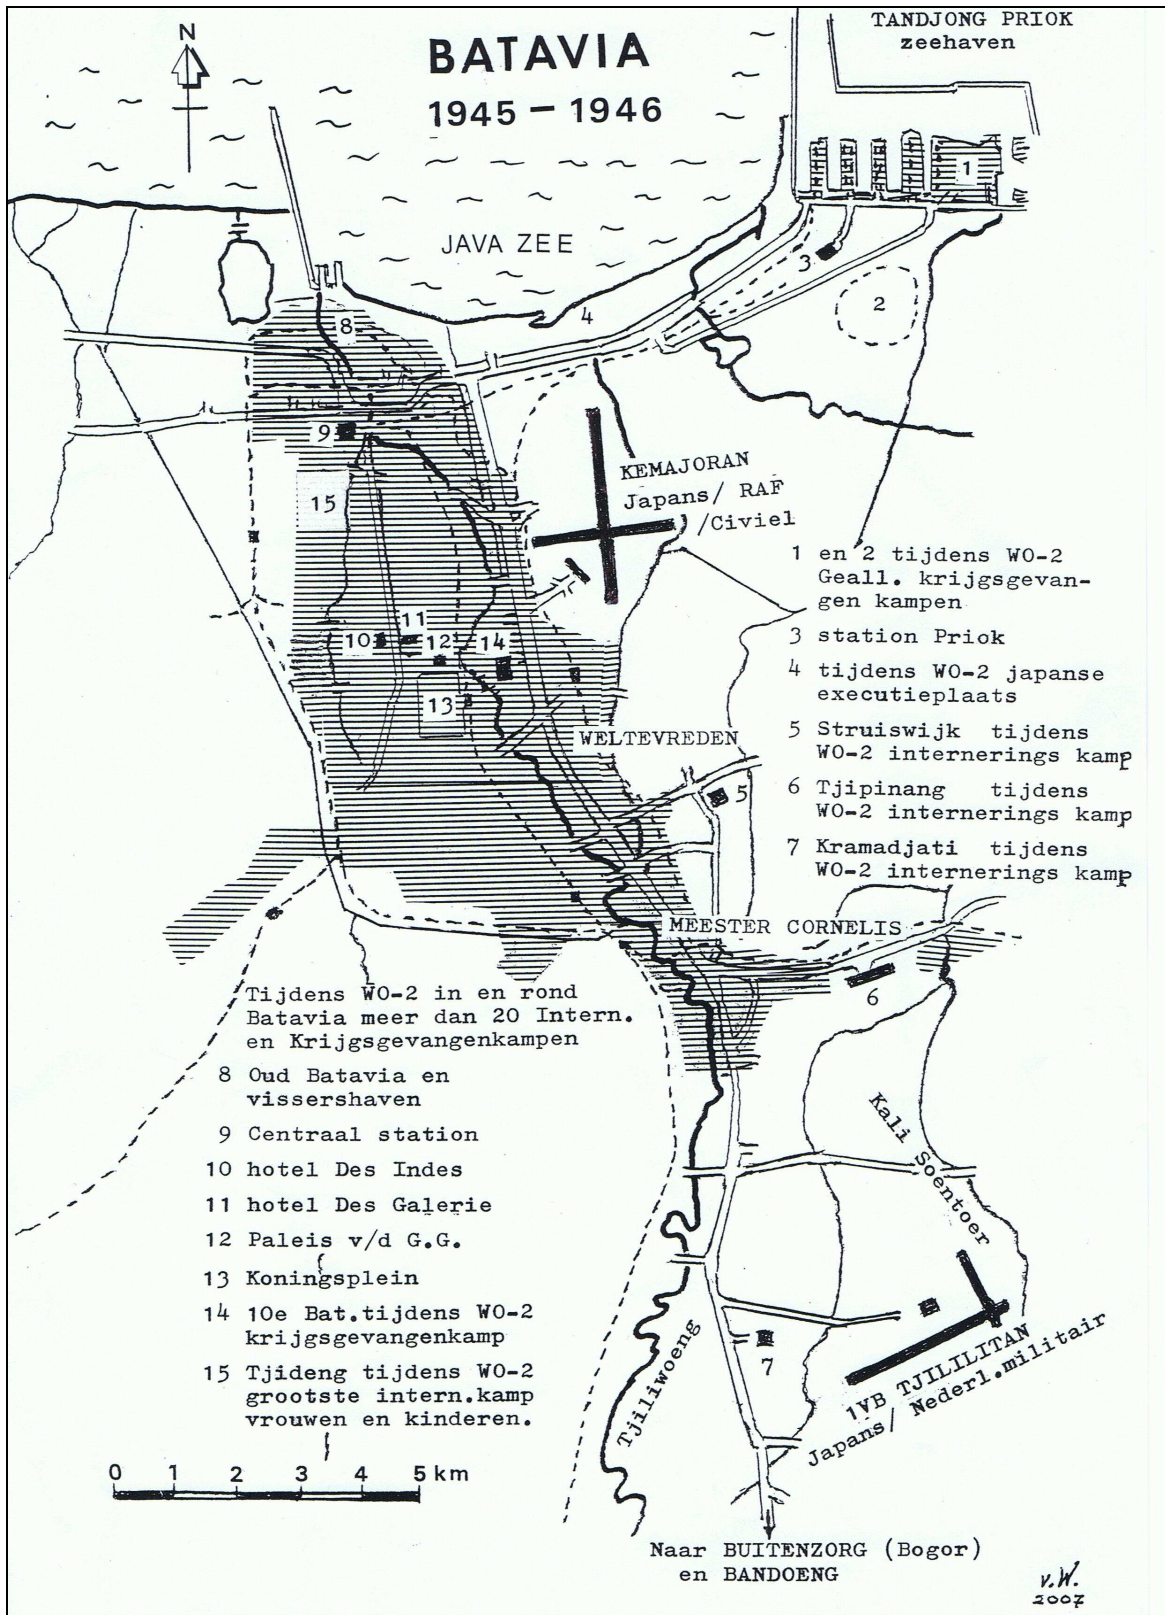 TANDJONG PRIOK
zeehaven
N
BATAVIA
1945 - 1946
1
JAVA ZEE
3
2
4
8
9
KEMAJORAN
Japans/ RAF
/Civiel
15
1 en 2 tijdens WO-2
Geall. krijgsgevan-
gen kampen
3 station Priok
4 tijdens WO-2 japanse
executieplaats
5 Struiswijk tijdens
WO-2 internerings kamp
6 Tjipinang tijdens
WO-2 internerings kamp
7 Kramadjati tijdens
WO-2 internerings kamp
11
10
12
14
13
WELTEVREDEN
5
MEESTER CORNELIS
6
Tijdens WO-2 in en rond
Batavia meer dan 20 Intern.
en Krijgsgevangenkampen
8 Oud Batavia en
vissershaven
9 Centraal station
10 hotel Des Indes
11 hotel Des Galerie
12 Paleis v/d G.G.
13 Koningsplein
14 10e Bat.tijdens WO-2
krijgsgevangenkamp
15 Tjideng tijdens WO-2
grootste intern.kamp
vrouwen en kinderen.
Kali Soentoer
Tjiliwoeng
7
1VB TJILILITAN
Japans/ Nederl.militair
0 1 2 3 4 5 km
Naar BUITENZORG (Bogor)
en BANDOENG
v.W.
2007